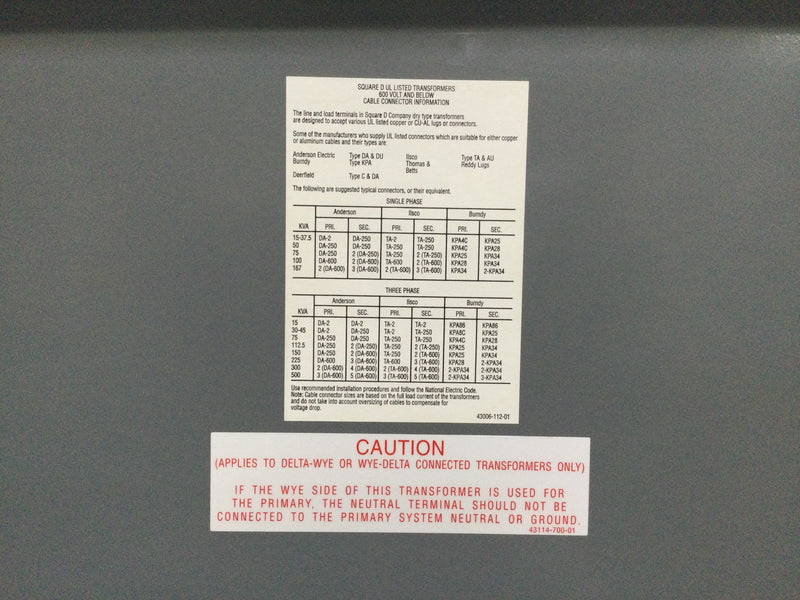 SQUARE D UL LISTED TRANSFORMERS
600 VOLT AND BELOW
CABLE CONNECTOR INFORMATION
The line and load terminals in Square D Company dry type transformers
are designed to accept various UL listed copper or CU-AL lugs or connectors.
Some of the manufacturers who supply UL listed connectors which are suitable for either copper
or aluminum cables and their types are:
Anderson Electric Type DA & DU Ilsco Type TA & AU
Burndy Type KPA Thomas & Reddy Lugs
Betts
Deerfield Type C & DA
The following are suggested typical connectors, or their equivalent.
SINGLE PHASE
Anderson Ilsco Burndy
KVA PRI. SEC. PRI. SEC. PRI. SEC.
15-37.5 DA-2 DA-250 TA-2 TA-250 KPA4C KPA25
50 DA-250 DA-250 TA-250 TA-250 KPA4C KPA28
75 DA-250 2 (DA-250) TA-250 2 (TA-250) KPA25 KPA34
100 DA-600 2 (DA-600) TA-600 2 (TA-600) KPA28 KPA34
167 2 (DA-600) 3 (DA-600) 2 (TA-600) 3 (TA-600) KPA34 2-KPA34
THREE PHASE
Anderson Ilsco Burndy
KVA PRI. SEC. PRI. SEC. PRI. SEC.
15 DA-2 DA-2 TA-2 TA-2 KPA86 KPA86
30-45 DA-2 DA-250 TA-2 TA-250 KPA8C KPA25
75 DA-250 DA-250 TA-250 TA-250 KPA4C KPA28
112.5 DA-250 2 (DA-250) TA-250 2 (TA-250) KPA25 KPA34
150 DA-250 2 (DA-600) TA-250 2 (TA-600) KPA25 KPA34
225 DA-600 3 (DA-600) TA-600 3 (TA-600) KPA28 2-KPA34
300 2 (DA-600) 4 (DA-600) 2 (TA-600) 4 (TA-600) 2-KPA34 2-KPA34
500 3 (DA-600) 5 (DA-600) 3 (TA-600) 5 (TA-600) 2-KPA34 3-KPA34
Use recommended installation procedures and follow the National Electric Code.
Note: Cable connector sizes are based on the full load current of the transformers
and do not take into account oversizing of cables to compensate for
voltage drop.
43006-112-01
CAUTION
(APPLIES TO DELTA-WYE OR WYE-DELTA CONNECTED TRANSFORMERS ONLY)
IF THE WYE SIDE OF THIS TRANSFORMER IS USED FOR
THE PRIMARY, THE NEUTRAL TERMINAL SHOULD NOT BE
CONNECTED TO THE PRIMARY SYSTEM NEUTRAL OR GROUND.
43114-700-01